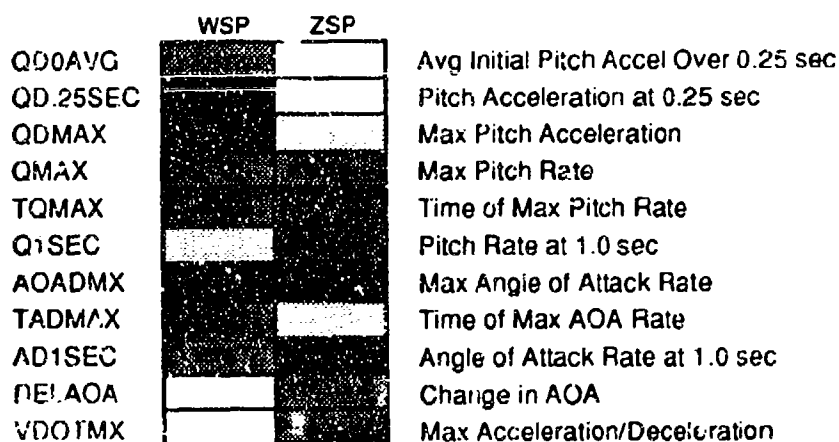 WSP ZSP
QD0AVG Avg Initial Pitch Accel Over 0.25 sec
QD.25SEC Pitch Acceleration at 0.25 sec
QDMAX Max Pitch Acceleration
QMAX Max Pitch Rate
TQMAX Time of Max Pitch Rate
Q1SEC Pitch Rate at 1.0 sec
AOADMX Max Angle of Attack Rate
TADMAX Time of Max AOA Rate
AD1SEC Angle of Attack Rate at 1.0 sec
DELAOA Change in AOA
VDOTMX Max Acceleration/Deceleration